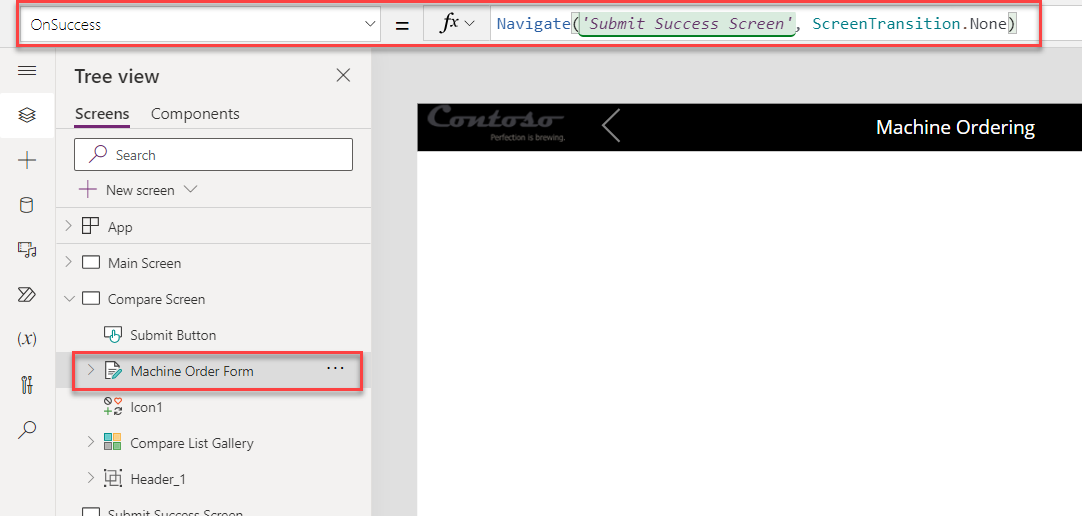 OnSuccess = fx Navigate('Submit Success Screen', ScreenTransition.None)
Tree view
Screens Components
Search
New screen
App
Main Screen
Compare Screen
Submit Button
Machine Order Form ...
Icon1
Compare List Gallery
Header_1
Submit Success Screen
(x)
Contoso
Perfection is brewing.
Machine Ordering